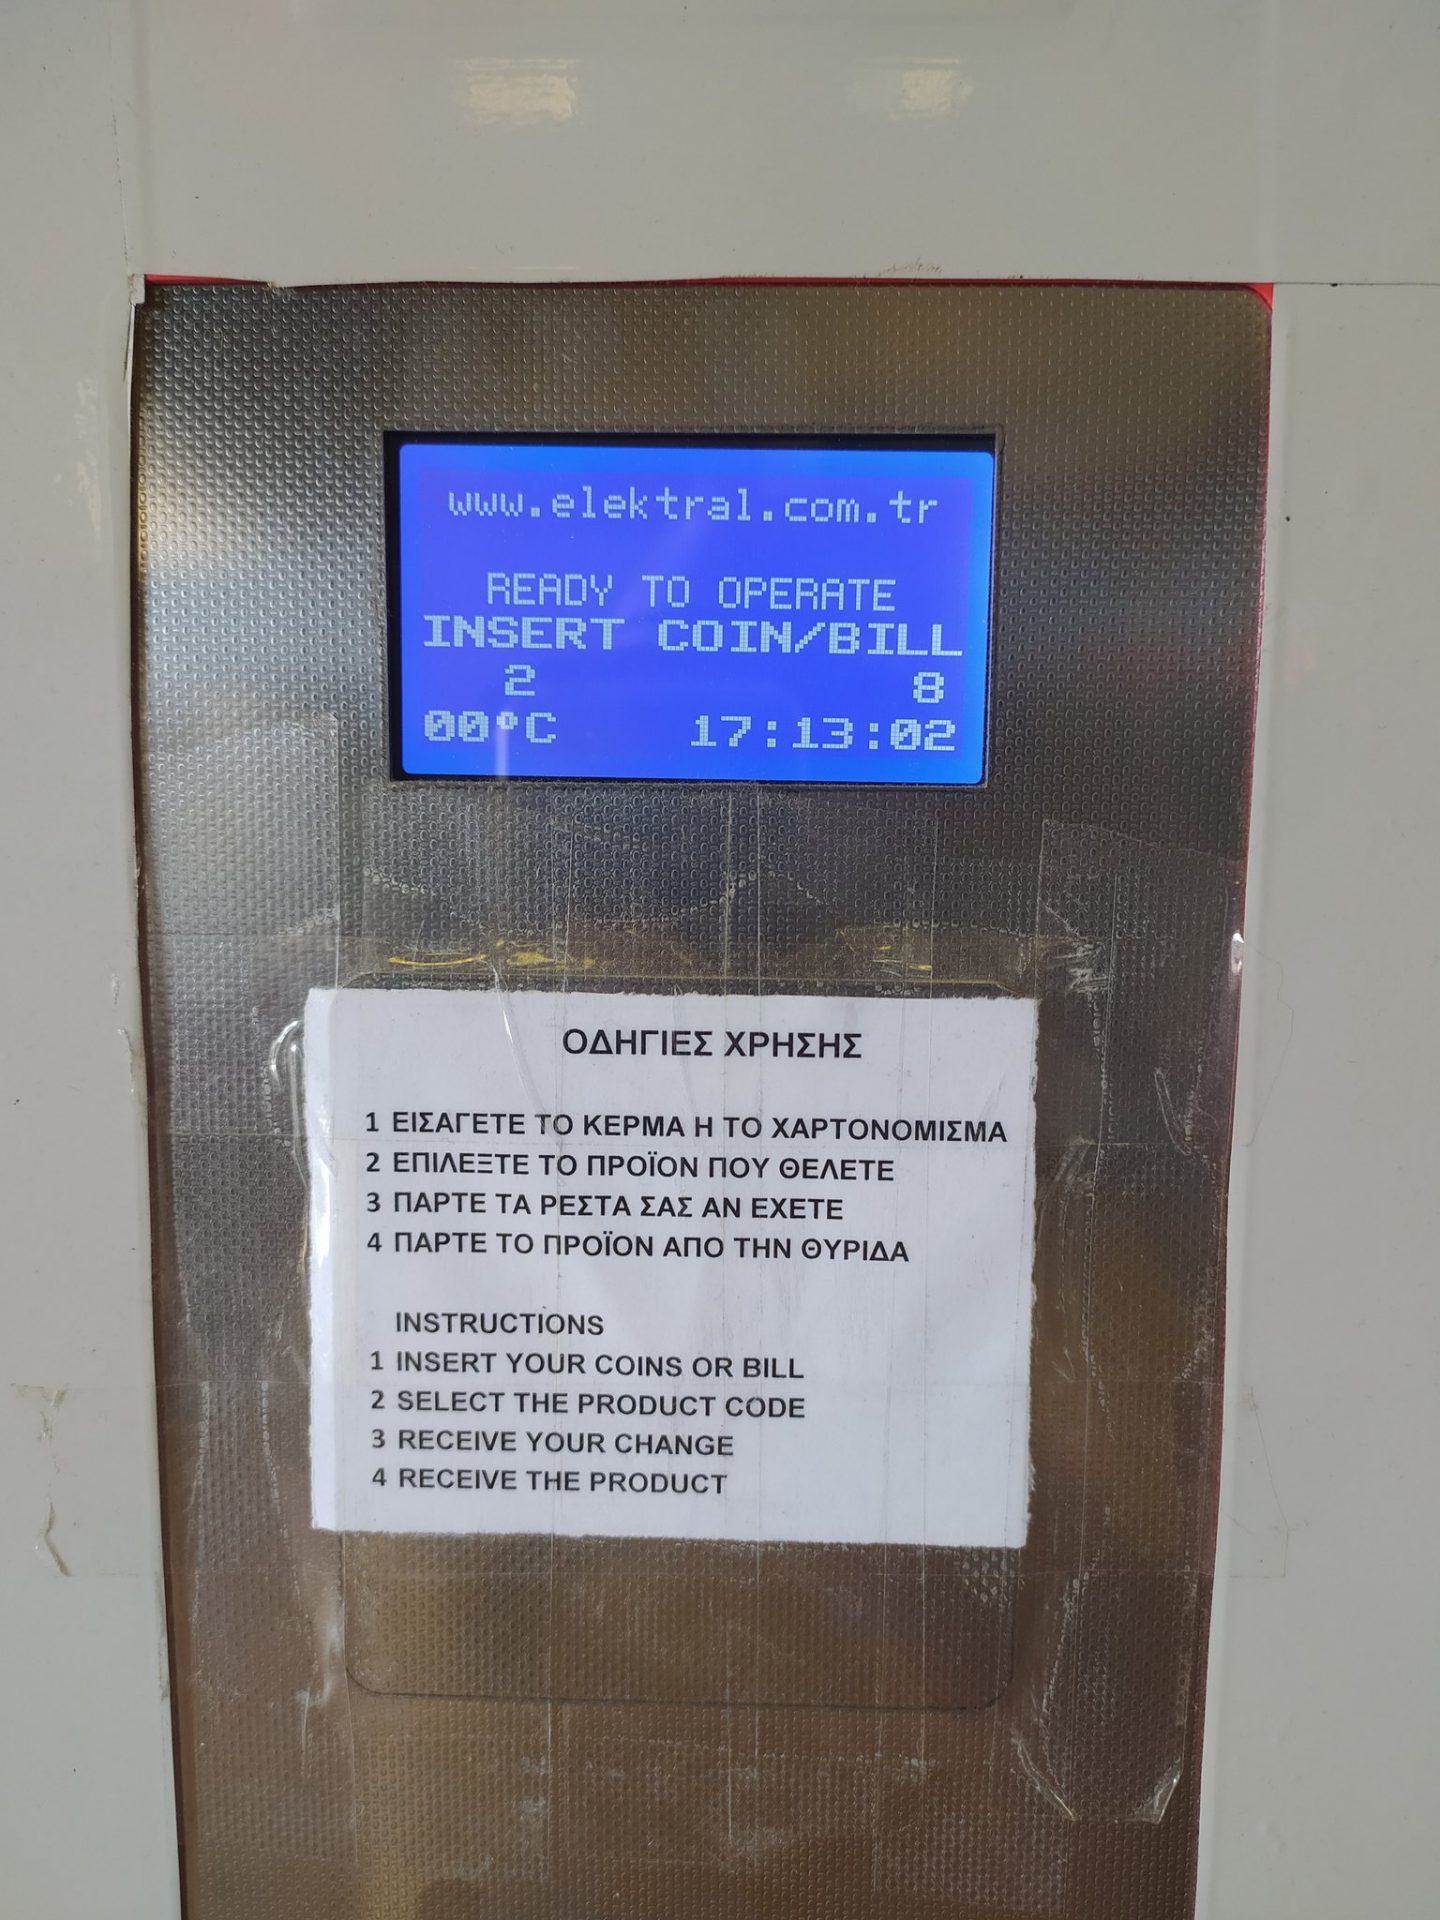 www.elektral.com.tr
READY TO OPERATE
INSERT COIN/BILL
2 8
00°C 17:13:02
ΟΔΗΓΙΕΣ ΧΡΗΣΗΣ
1 ΕΙΣΑΓΕΤΕ ΤΟ ΚΕΡΜΑ Η ΤΟ ΧΑΡΤΟΝΟΜΙΣΜΑ
2 ΕΠΙΛΕΞΤΕ ΤΟ ΠΡΟΪΟΝ ΠΟΥ ΘΕΛΕΤΕ
3 ΠΑΡΤΕ ΤΑ ΡΕΣΤΑ ΣΑΣ ΑΝ ΕΧΕΤΕ
4 ΠΑΡΤΕ ΤΟ ΠΡΟΪΟΝ ΑΠΟ ΤΗΝ ΘΥΡΙΔΑ
INSTRUCTIONS
1 INSERT YOUR COINS OR BILL
2 SELECT THE PRODUCT CODE
3 RECEIVE YOUR CHANGE
4 RECEIVE THE PRODUCT